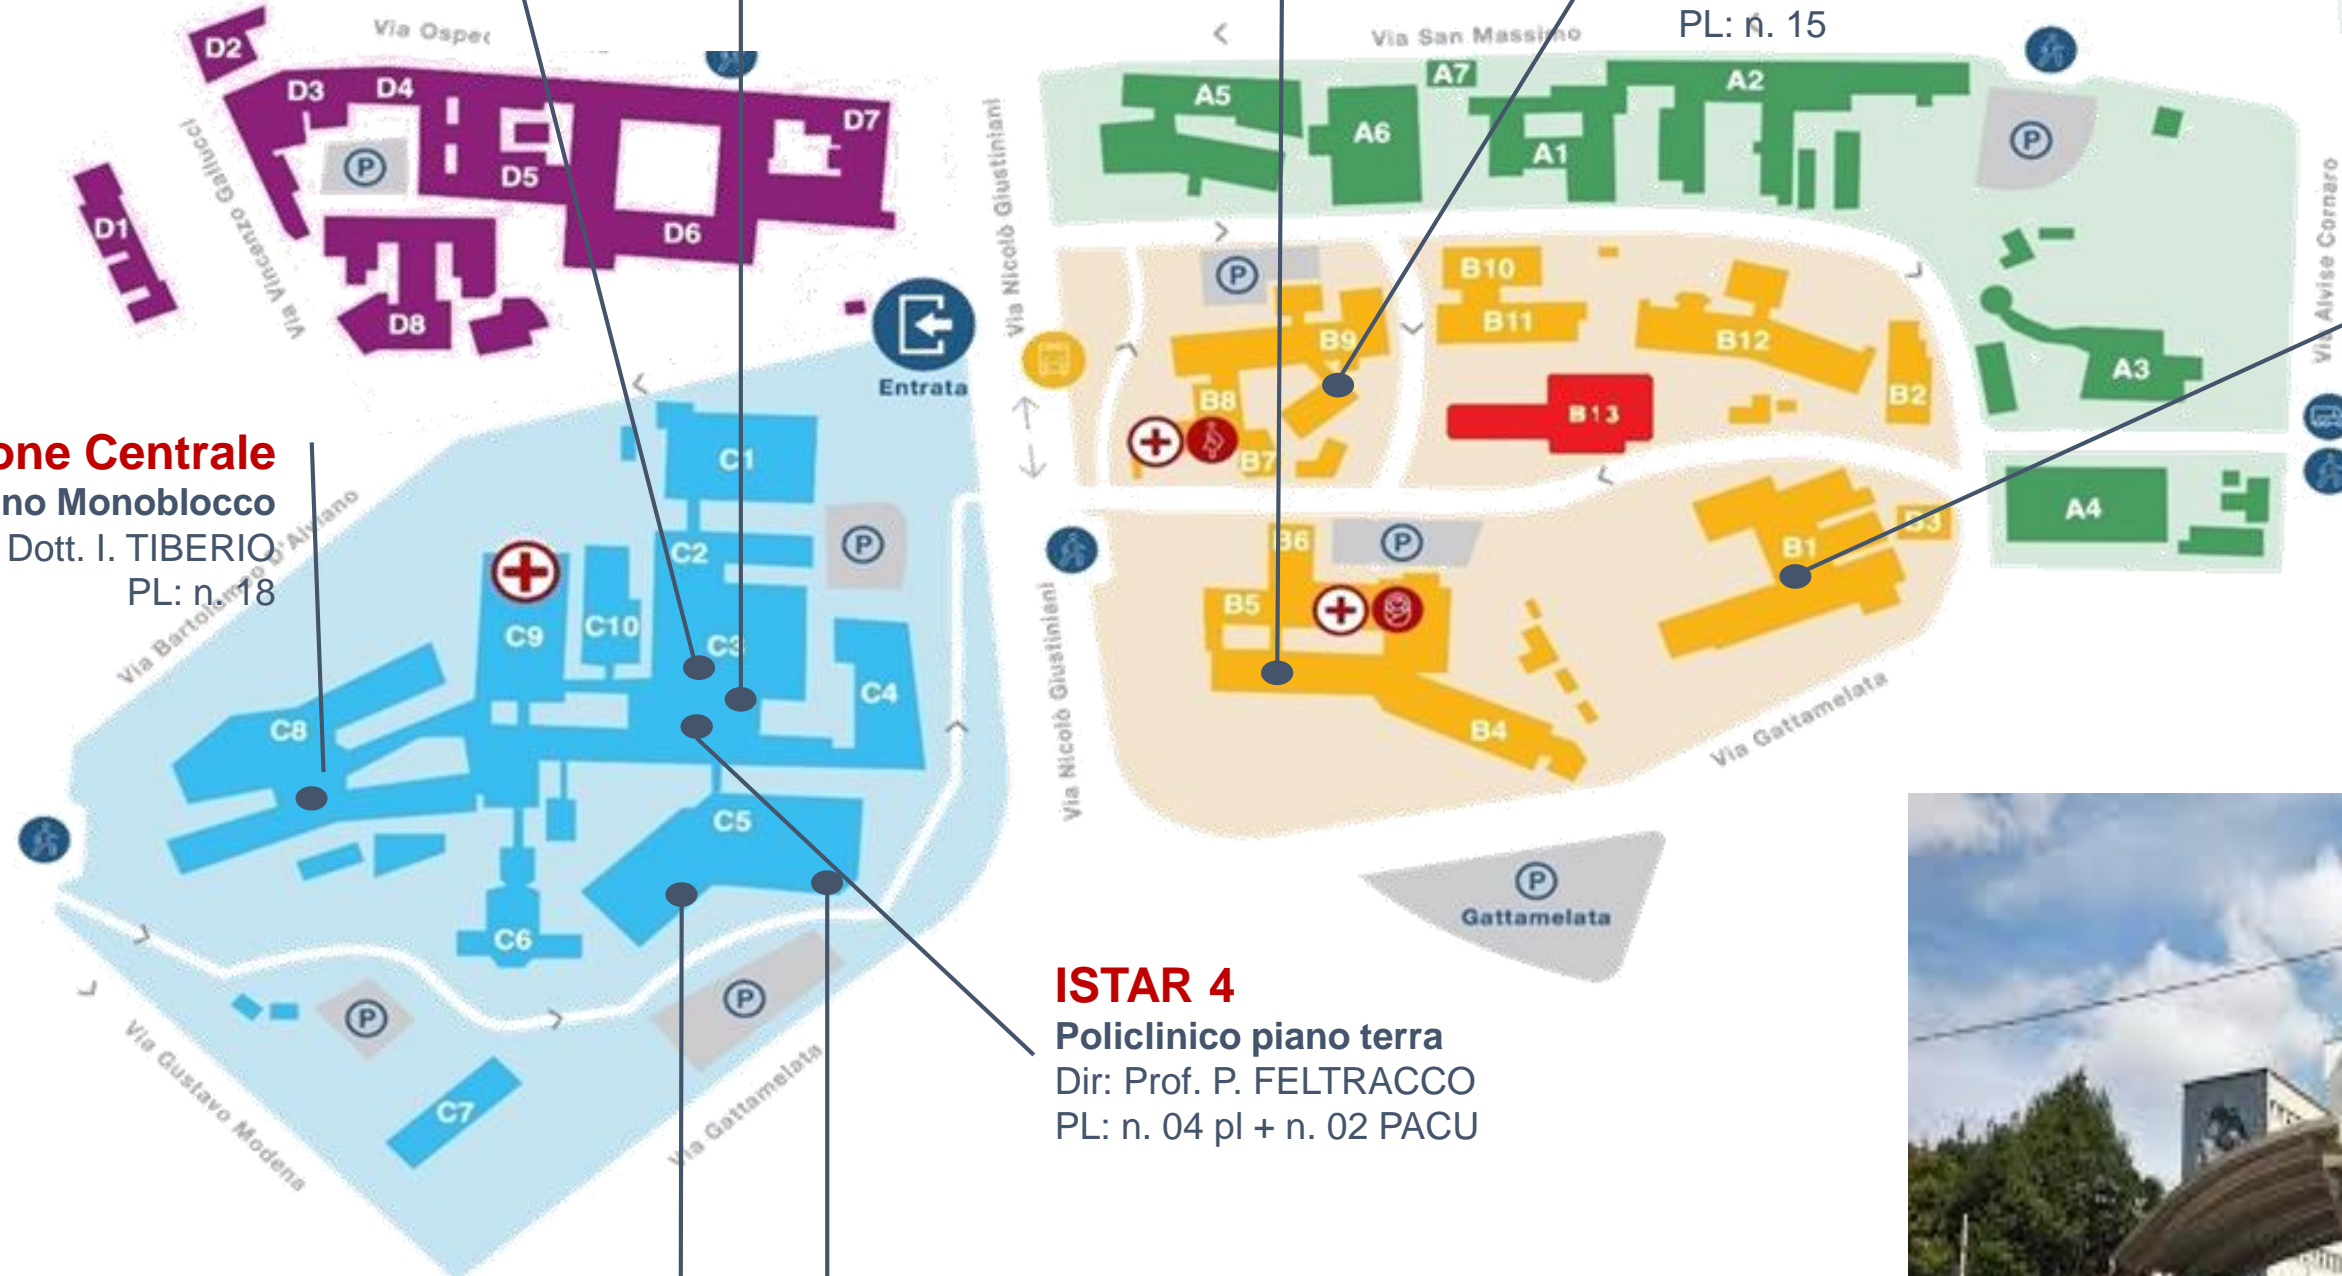 PL: n. 15
Via Osped
Via San Massimo
D2
D3
D4
D5
D7
D1
D6
D8
Via Vincenzo Gallucci
Via Nicolò Giustiniani
A5
A6
A7
A1
A2
P
P
A3
A4
Via Alvise Cornaro
P
B10
B11
B9
B8
B7
B12
B2
B13
B3
B1
B6
P
B5
B4
Via Gattamelata
Via Nicolò Giustiniani
Entrata
one Centrale
no Monoblocco
Dott. I. TIBERIO
PL: n. 18
Via Bartolomeo D'Alviano
C1
C2
P
C9
C10
C3
C4
C8
C5
C6
P
P
C7
Via Gustavo Modena
Via Gattamelata
P
Gattamelata
ISTAR 4
Policlinico piano terra
Dir: Prof. P. FELTRACCO
PL: n. 04 pl + n. 02 PACU